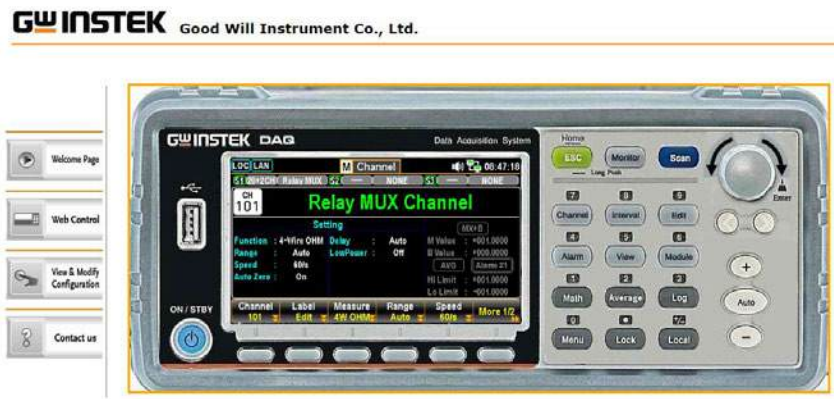 GWINSTEK Good Will Instrument Co., Ltd.
Welcome Page
Web Control
View & Modify
Configuration
Contact us
GWINSTEK DAQ
Data Acquisition System
LOC LAN M Channel 08:47:18
S1 20+2CH Relay MUX S2 --- NONE S3 --- NONE
CH
101
Relay MUX Channel
Setting
MX+B
Function : 4-Wire OHM Delay : Auto M Value : +001.0000
Range : Auto LowPower : Off B Value : +000.0000
Speed : 60/s AVG Alarm #1
Auto Zero : On Hi Limit : +001.0000
Lo Limit : -001.0000
Channel Label Measure Range Speed More 1/2
101 Edit 4W OHM Auto 60/s
ON / STBY
Home
ESC Monitor Scan
Long Push
Enter
7 8 9
Channel Interval Edit
4 5 6
Alarm View Module
1 2 3
Math Average Log
0 +/-
Menu Lock Local
+
Auto
−